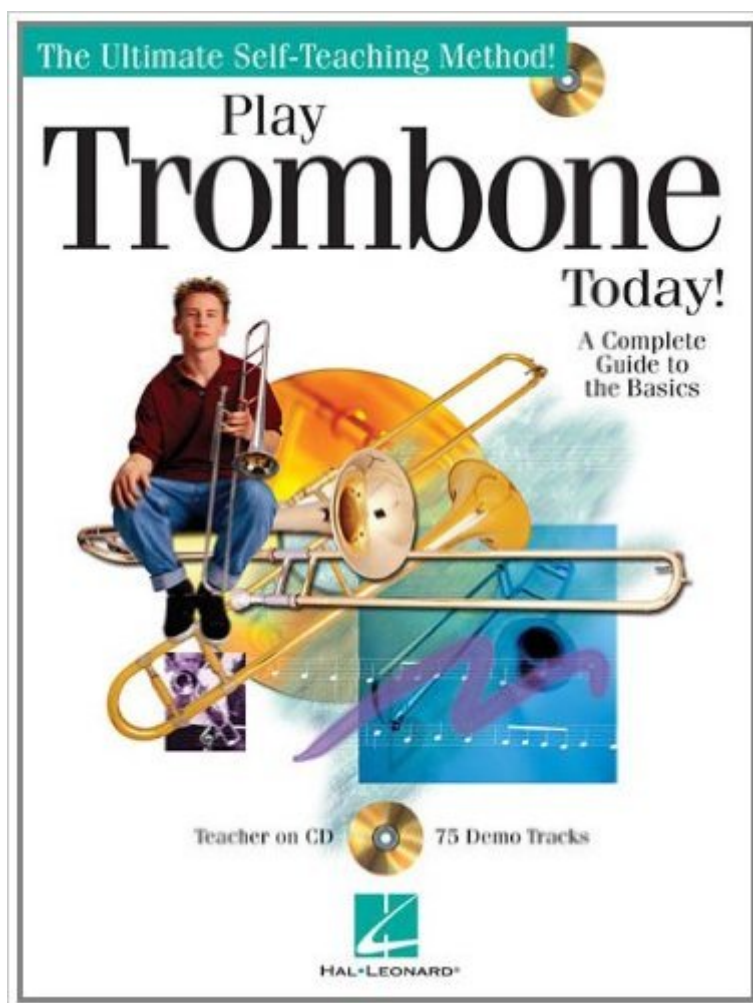 The Ultimate Self-Teaching Method!
Play
Trombone
Today!
A Complete
Guide to
the Basics
Teacher on CD
75 Demo Tracks
HAL•LEONARD®